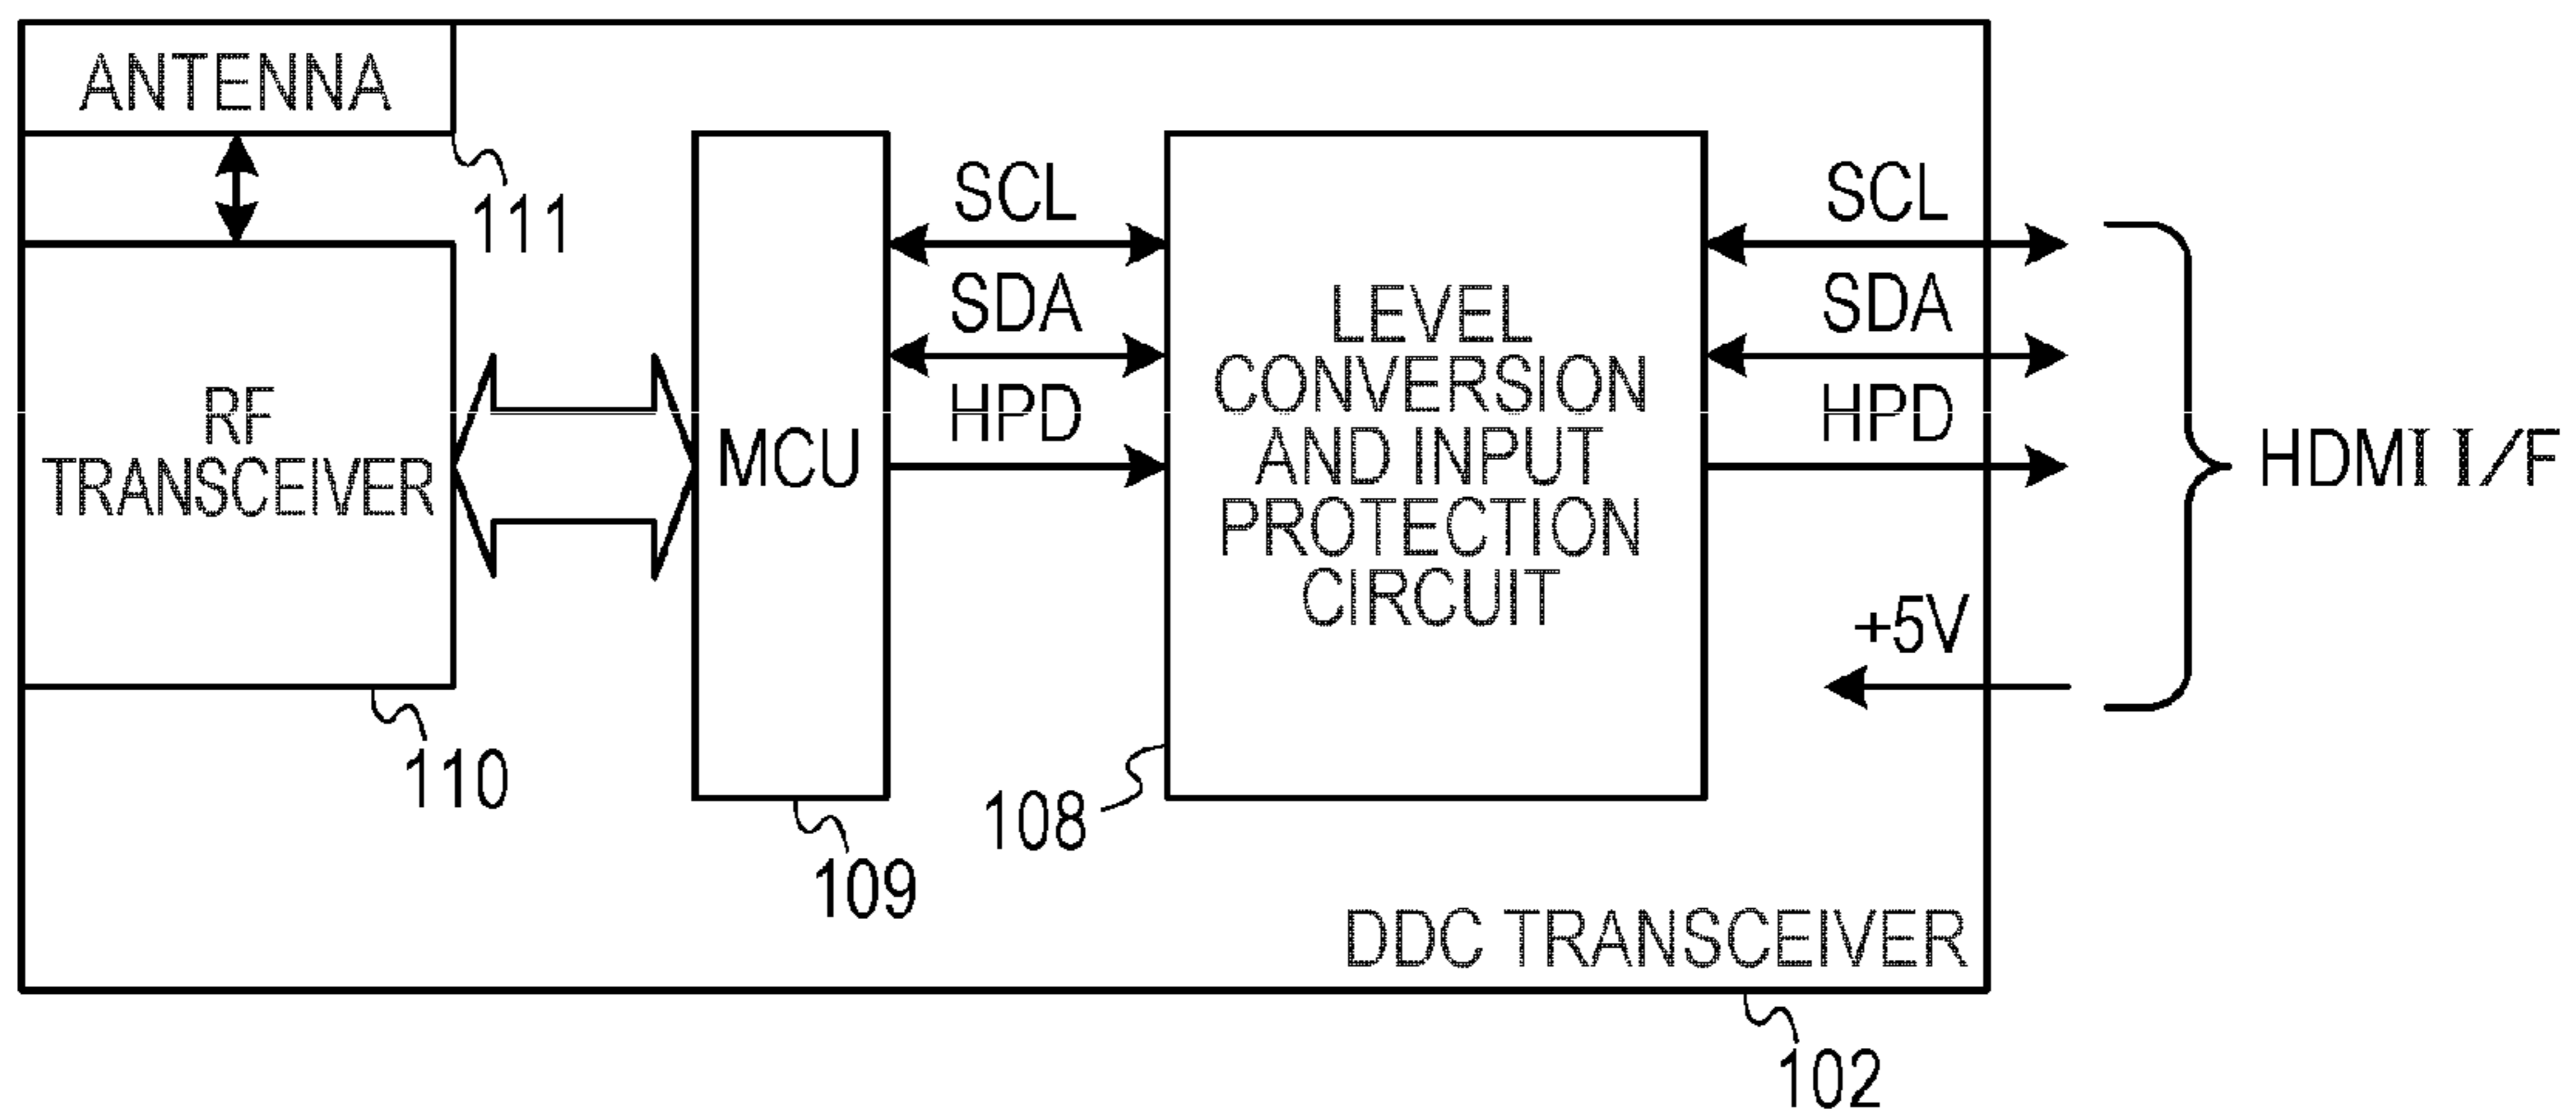 ANTENNA
111
RF
TRANSCEIVER
110
MCU
109
SCL
SDA
HPD
LEVEL
CONVERSION
AND INPUT
PROTECTION
CIRCUIT
108
SCL
SDA
HPD
+5V
HDMI I/F
DDC TRANSCEIVER
102